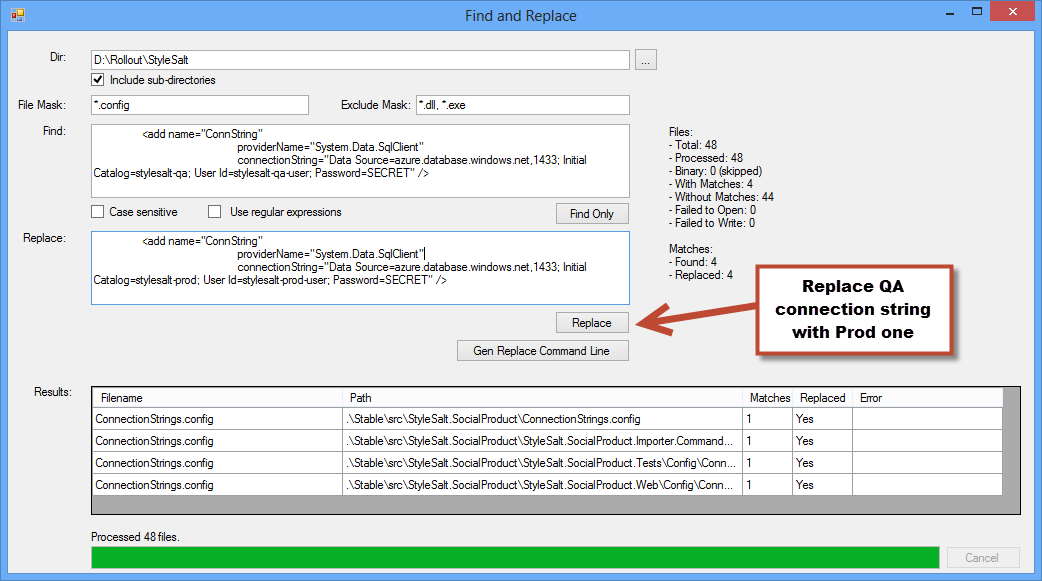 Find and Replace
Dir:
D:\Rollout\StyleSalt
...
Include sub-directories
File Mask:
*.config
Exclude Mask:
*.dll, *.exe
Find:
<add name="ConnString"
providerName="System.Data.SqlClient"
connectionString="Data Source=azure.database.windows.net,1433; Initial
Catalog=stylesalt-qa; User Id=stylesalt-qa-user; Password=SECRET" />
Case sensitive
Use regular expressions
Find Only
Files:
- Total: 48
- Processed: 48
- Binary: 0 (skipped)
- With Matches: 4
- Without Matches: 44
- Failed to Open: 0
- Failed to Write: 0
Matches:
- Found: 4
- Replaced: 4
Replace:
<add name="ConnString"
providerName="System.Data.SqlClient"
connectionString="Data Source=azure.database.windows.net,1433; Initial
Catalog=stylesalt-prod; User Id=stylesalt-prod-user; Password=SECRET" />
Replace
Replace QA
connection string
with Prod one
Gen Replace Command Line
Results:
Filename Path Matches Replaced Error
ConnectionStrings.config .\Stable\src\StyleSalt.SocialProduct\ConnectionStrings.config 1 Yes
ConnectionStrings.config .\Stable\src\StyleSalt.SocialProduct\StyleSalt.SocialProduct.Importer.Command... 1 Yes
ConnectionStrings.config .\Stable\src\StyleSalt.SocialProduct\StyleSalt.SocialProduct.Tests\Config\Conn... 1 Yes
ConnectionStrings.config .\Stable\src\StyleSalt.SocialProduct\StyleSalt.SocialProduct.Web\Config\Conn... 1 Yes
Processed 48 files.
Cancel